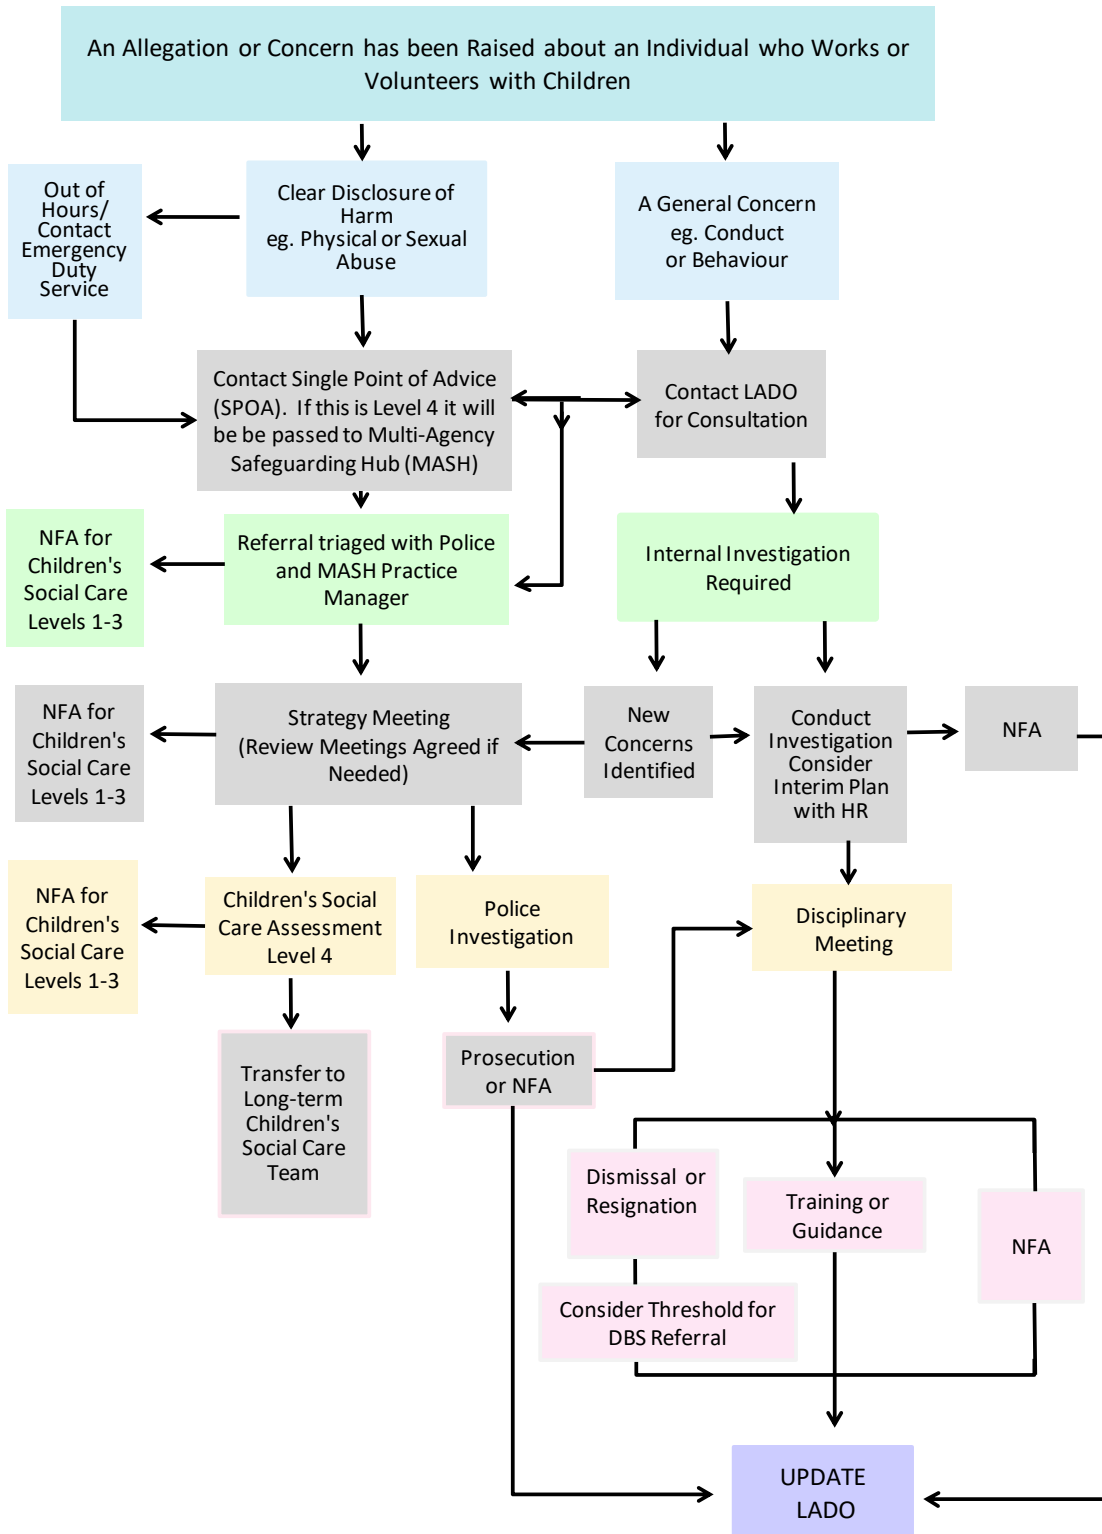 An Allegation or Concern has been Raised about an Individual who Works or
Volunteers with Children
Out of
Hours/
Contact
Emergency
Duty
Service
Clear Disclosure of
Harm
eg. Physical or Sexual
Abuse
A General Concern
eg. Conduct
or Behaviour
Contact Single Point of Advice
(SPOA). If this is Level 4 it will
be be passed to Multi-Agency
Safeguarding Hub (MASH)
Contact LADO
for Consultation
NFA for
Children's
Social Care
Levels 1-3
Referral triaged with Police
and MASH Practice
Manager
Internal Investigation
Required
NFA for
Children's
Social Care
Levels 1-3
Strategy Meeting
(Review Meetings Agreed if
Needed)
New
Concerns
Identified
Conduct
Investigation
Consider
Interim Plan
with HR
NFA
NFA for
Children's
Social Care
Levels 1-3
Children's Social
Care Assessment
Level 4
Police
Investigation
Disciplinary
Meeting
Transfer to
Long-term
Children's
Social Care
Team
Prosecution
or NFA
Dismissal or
Resignation
Training or
Guidance
NFA
Consider Threshold for
DBS Referral
UPDATE
LADO